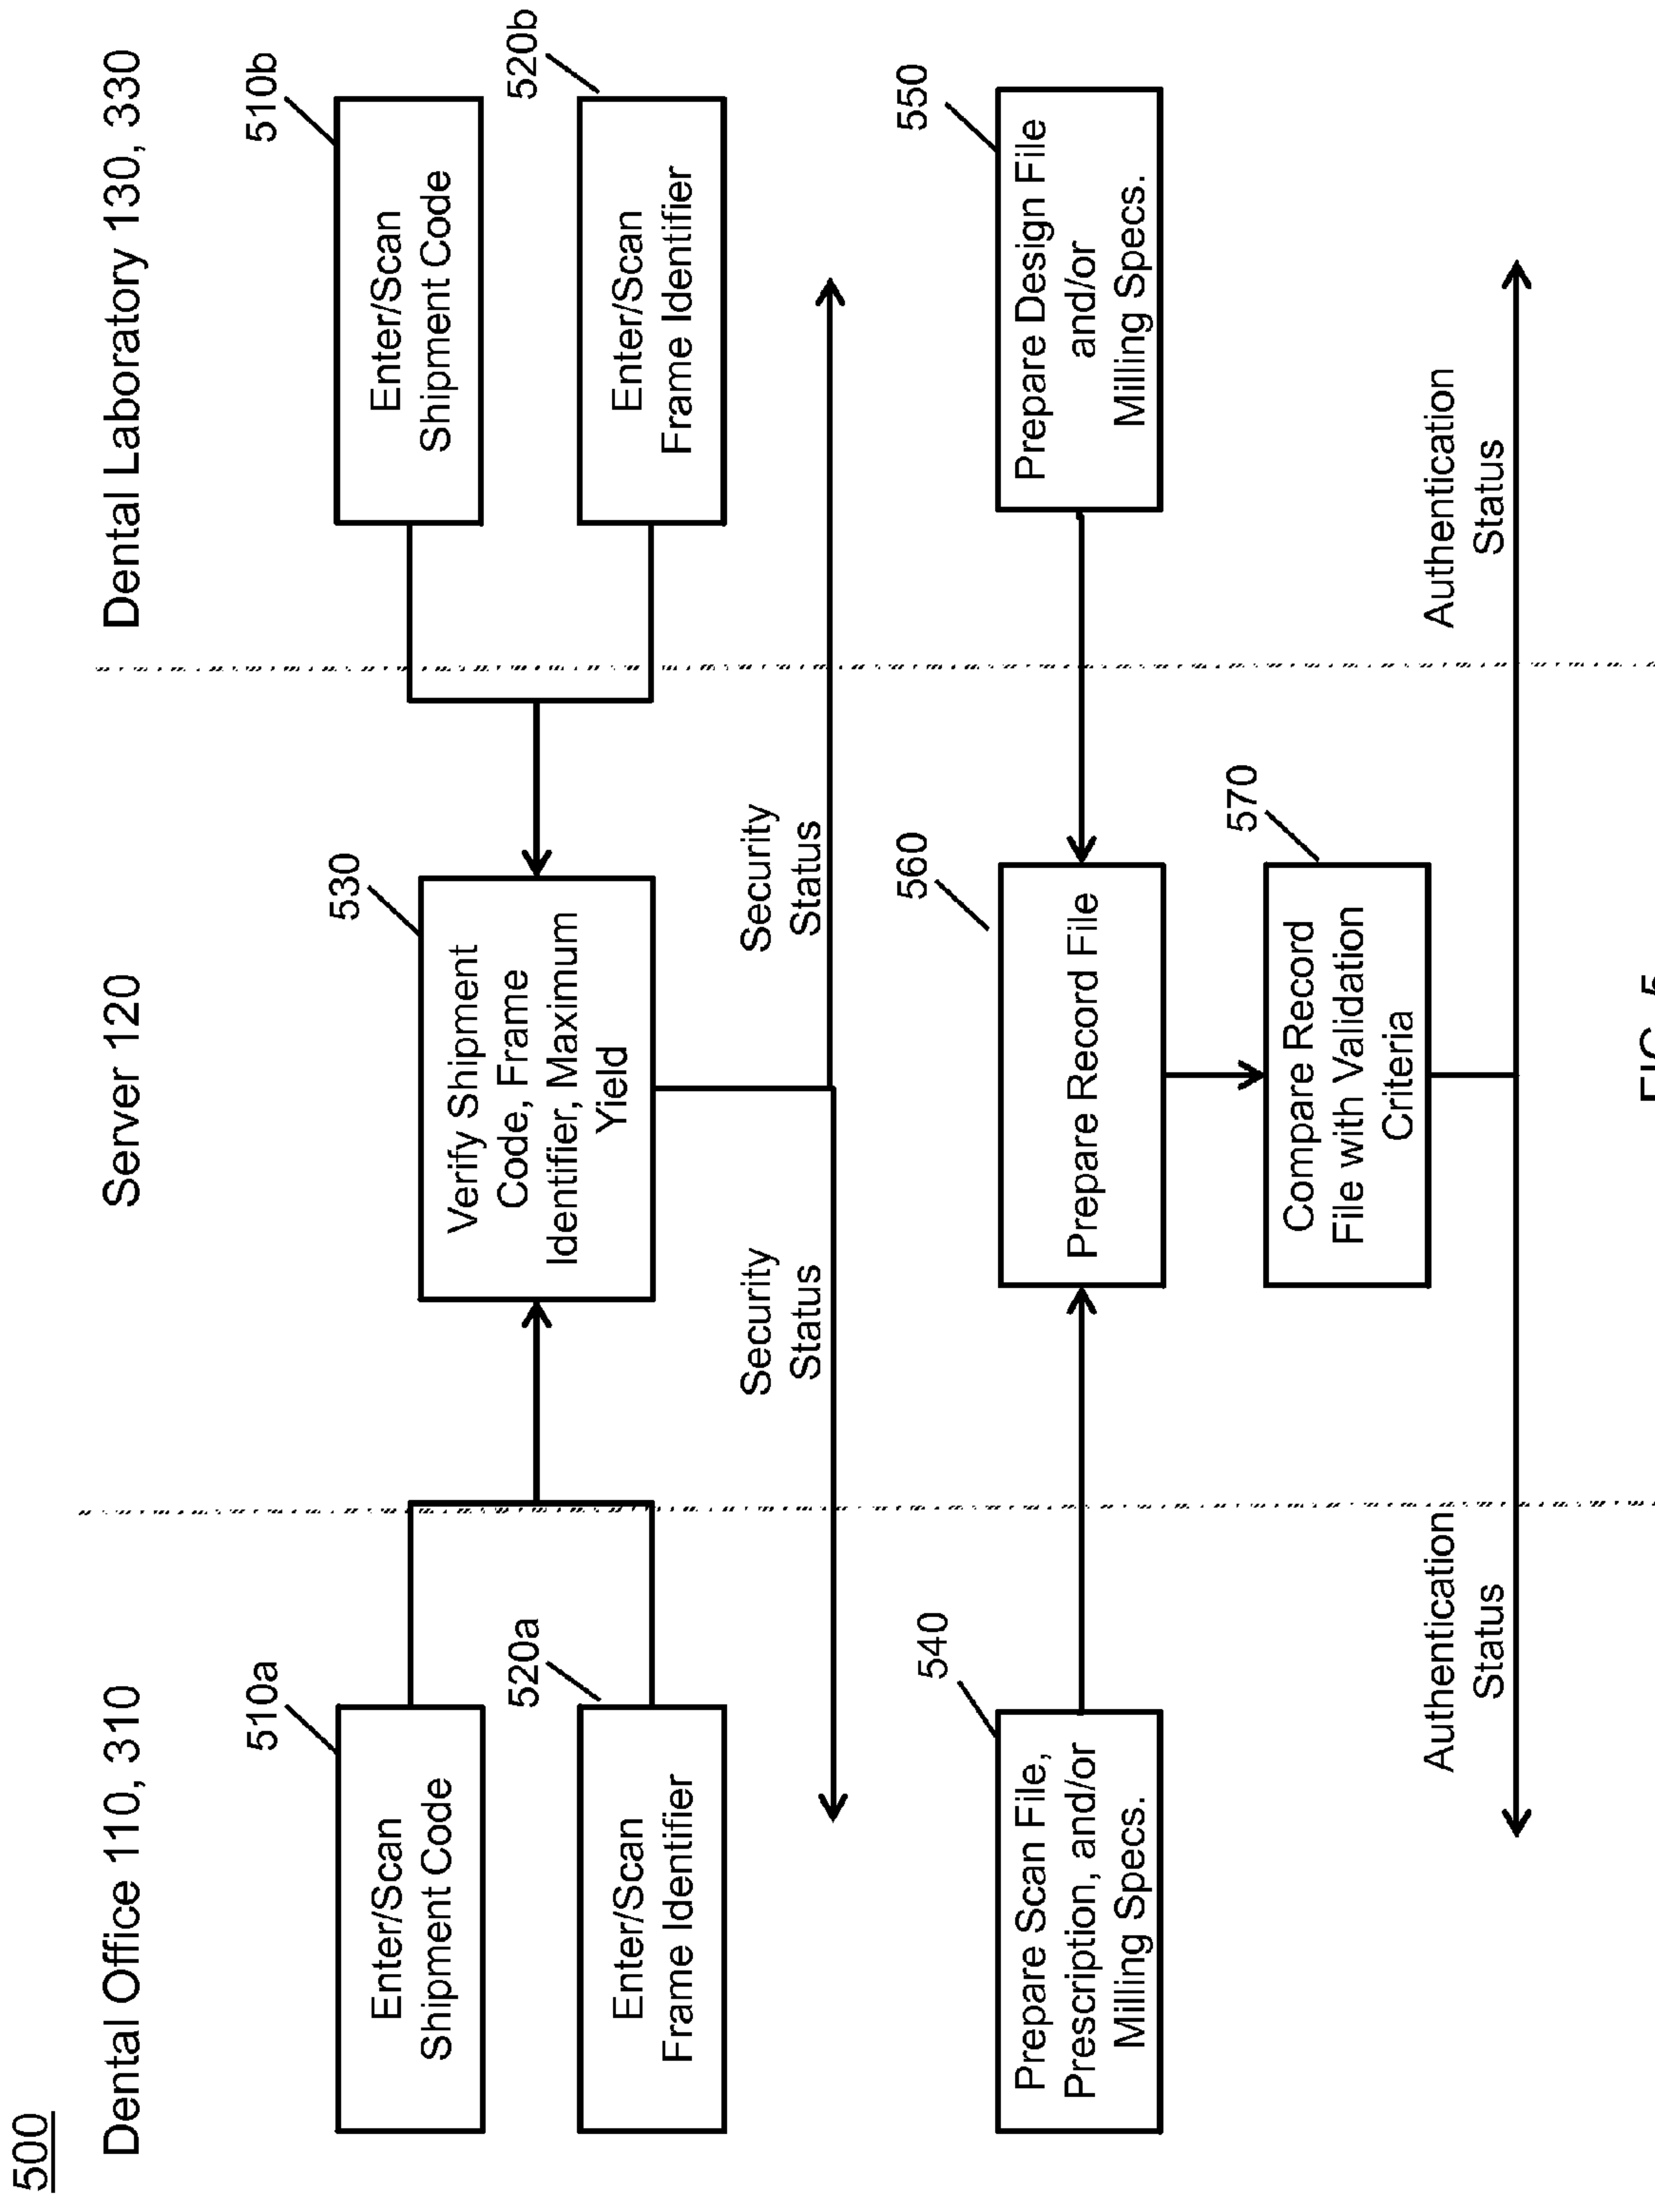 500
Dental Office 110, 310
Server 120
Dental Laboratory 130, 330
510a
Enter/Scan
Shipment Code
520a
Enter/Scan
Frame Identifier
530
Verify Shipment
Code, Frame
Identifier, Maximum
Yield
510b
Enter/Scan
Shipment Code
520b
Enter/Scan
Frame Identifier
Security
Status
Security
Status
540
Prepare Scan File,
Prescription, and/or
Milling Specs.
560
Prepare Record File
550
Prepare Design File
and/or
Milling Specs.
570
Compare Record
File with Validation
Criteria
Authentication
Status
Authentication
Status
FIG. 5